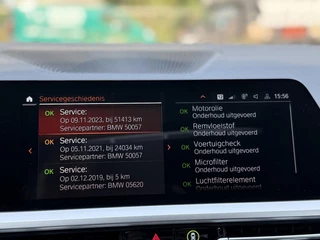 Servicegeschiedenis
15:56
OK Service:
Op 09.11.2023, bij 51413 km
Servicepartner: BMW 50057
OK Service:
Op 05.11.2021, bij 24034 km
Servicepartner: BMW 50057
OK Service:
Op 02.12.2019, bij 5 km
Servicepartner: BMW 05620
OK Motorolie
Onderhoud uitgevoerd
OK Remvloeistof
Onderhoud uitgevoerd
OK Voertuigcheck
Onderhoud uitgevoerd
OK Microfilter
Onderhoud uitgevoerd
OK Luchtfilterelement
Onderhoud uitgevoerd